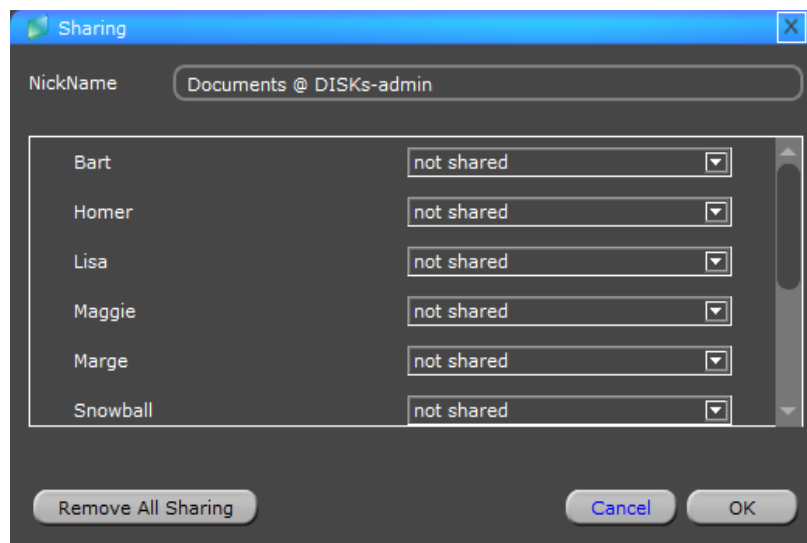 Sharing
NickName Documents @ DISKs-admin
Bart not shared
Homer not shared
Lisa not shared
Maggie not shared
Marge not shared
Snowball not shared
Remove All Sharing Cancel OK